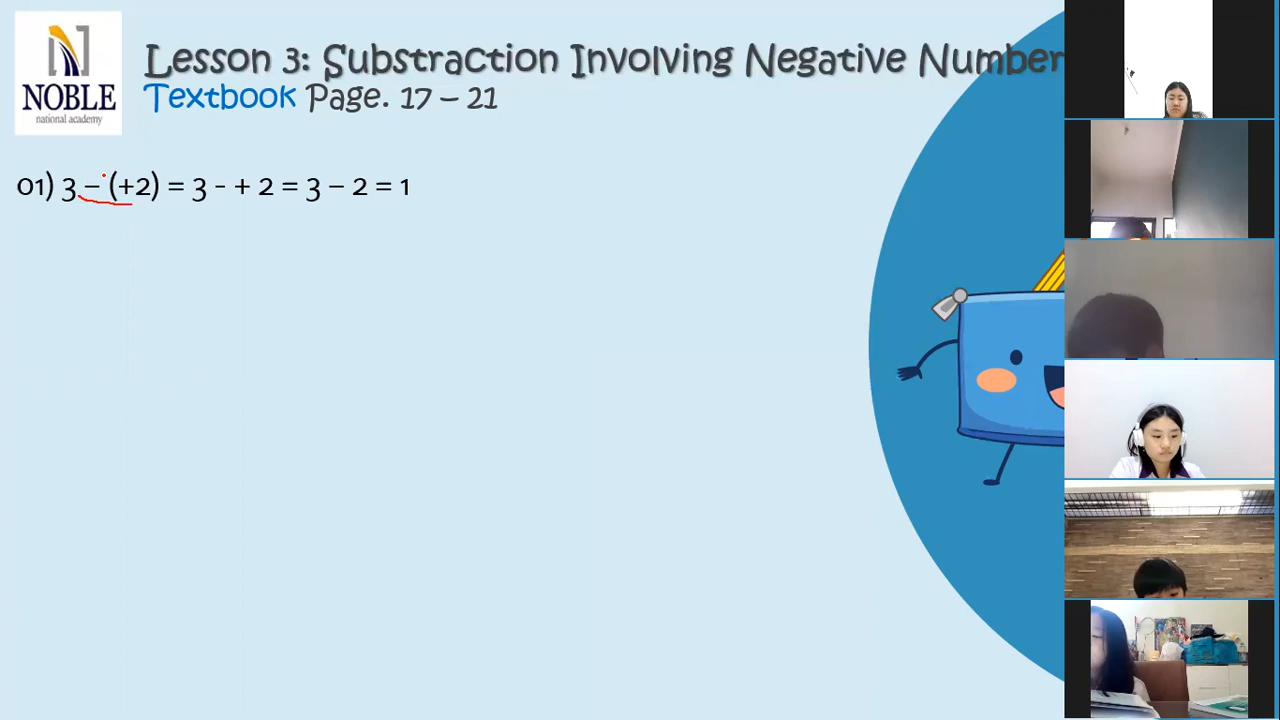 NOBLE
national academy
Lesson 3: Substraction Involving Negative Number
Textbook Page. 17 – 21
01) 3 – (+2) = 3 - + 2 = 3 – 2 = 1